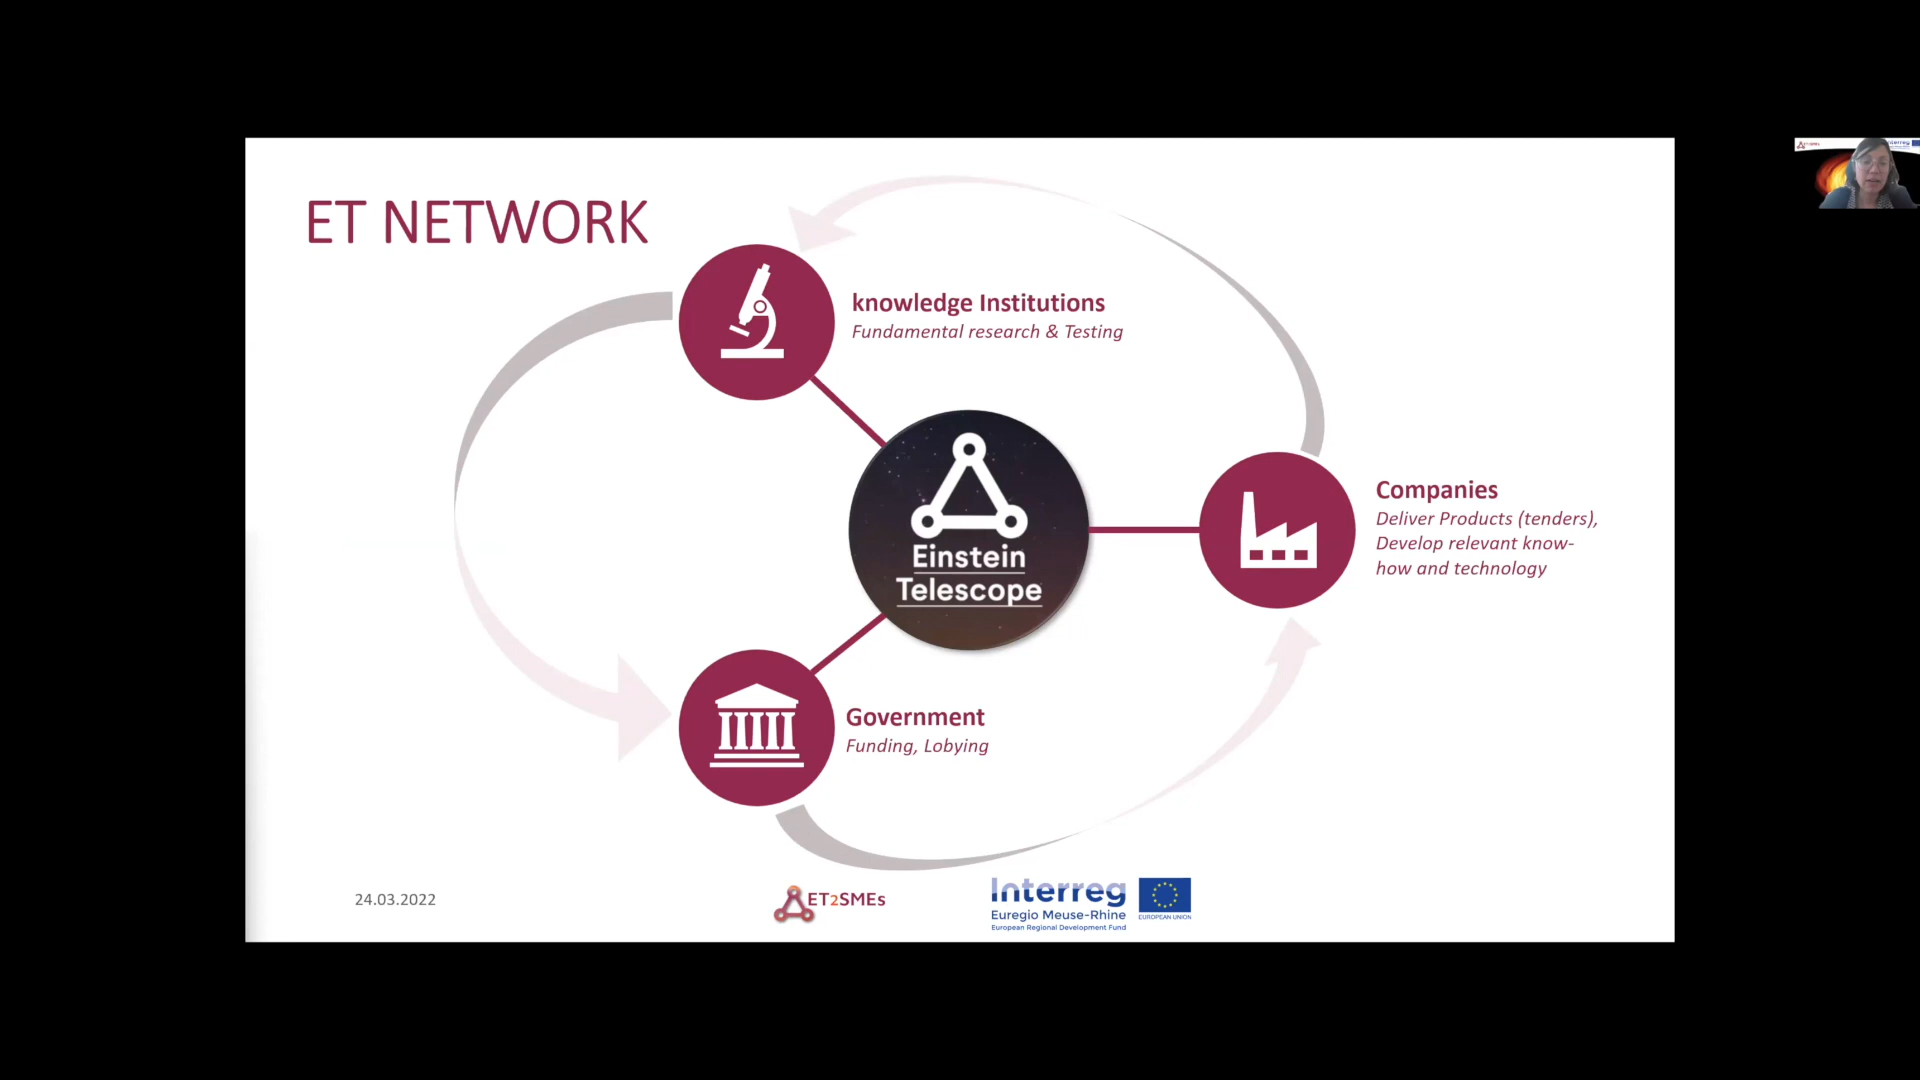 ET NETWORK
knowledge Institutions
Fundamental research & Testing
Einstein
Telescope
Companies
Deliver Products (tenders),
Develop relevant know-
how and technology
Government
Funding, Lobying
24.03.2022
ET2SMEs
Interreg
Euregio Meuse-Rhine
European Regional Development Fund
EUROPEAN UNION